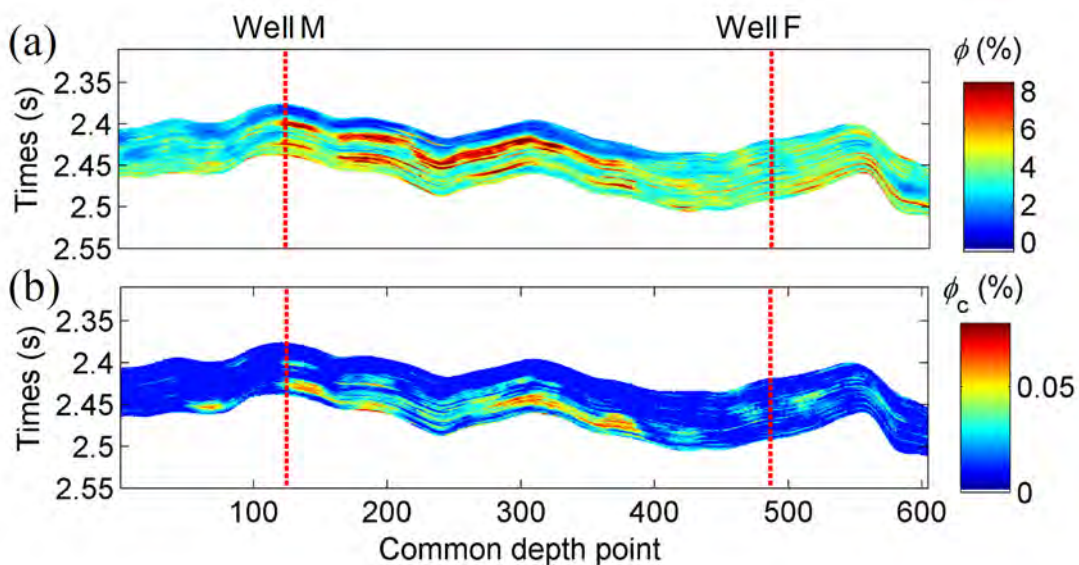 Well M Well F
(a)
ϕ (%)
Times (s)
2.35
2.4
2.45
2.5
2.55
8
6
4
2
0
(b)
ϕc (%)
Times (s)
2.35
2.4
2.45
2.5
2.55
0.05
0
100 200 300 400 500 600
Common depth point